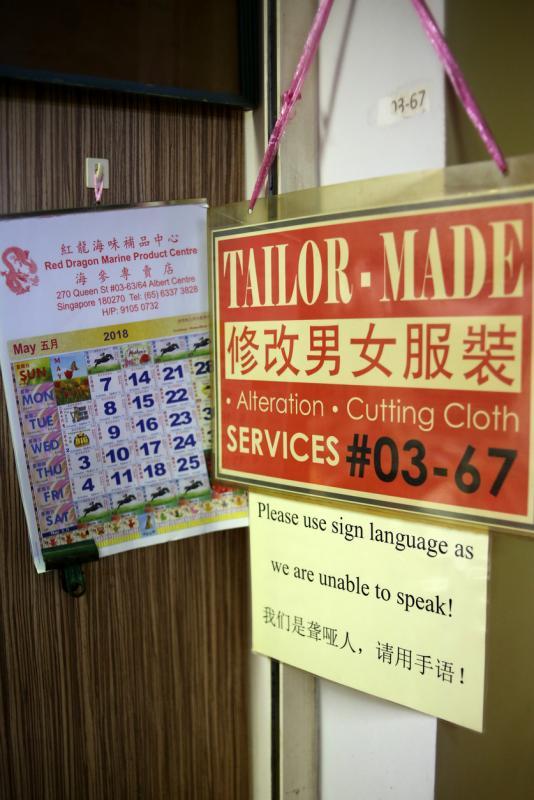 03-67
紅龍海味補品中心
Red Dragon Marine Product Centre
海參專賣店
270 Queen St #03-63/64 Albert Centre
Singapore 180270 Tel: (65) 6337 3828
H/P: 9105 0732
May 五月 2018
SUN
MON 7 14 21 28
TUE 8 15 22
WED 9 16 23
THU 3 10 17 24
FRI 4 11 18 25
SAT
TAILOR - MADE
修改男女服裝
• Alteration • Cutting Cloth
SERVICES #03-67
Please use sign language as
we are unable to speak!
我们是聋哑人，请用手语！